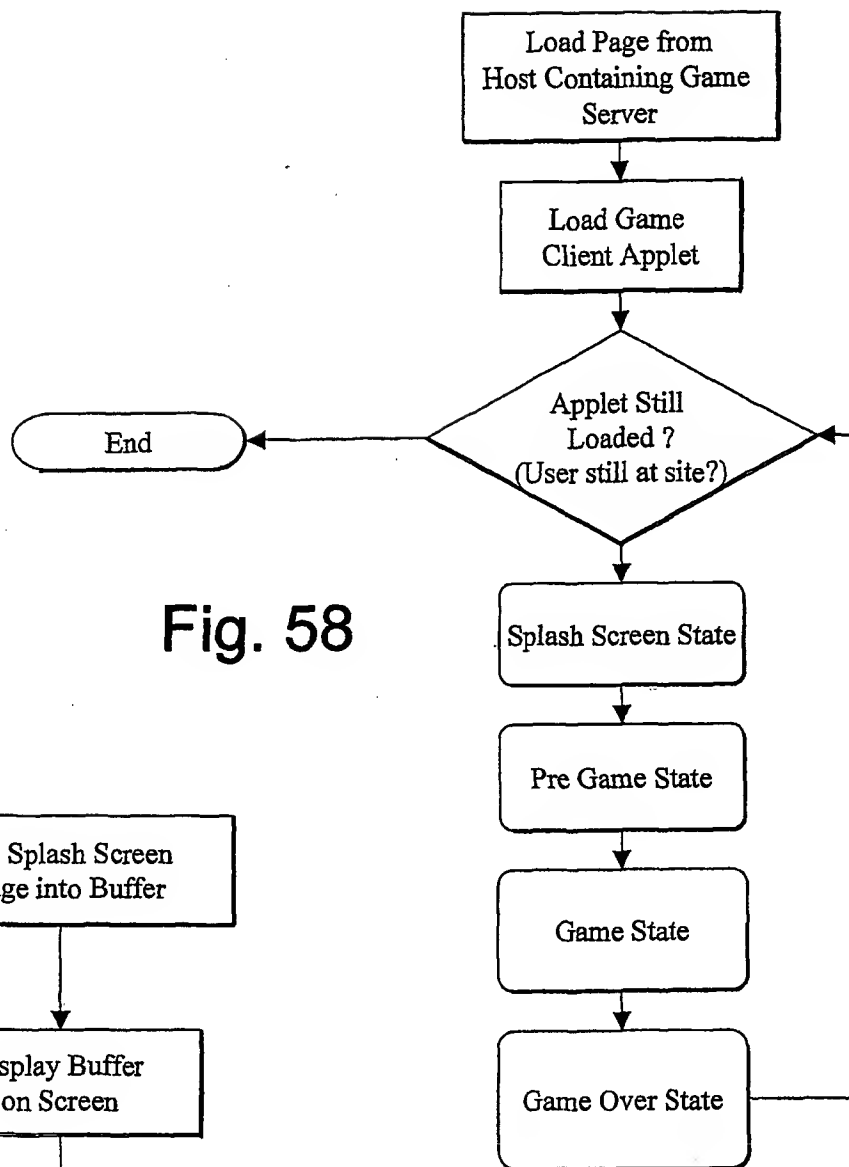 Load Page from
Host Containing Game
Server
Load Game
Client Applet
Applet Still
Loaded ?
(User still at site?)
End
Fig. 58
Splash Screen State
Pre Game State
Game State
Game Over State
Splash Screen
into Buffer
Buffer
on Screen